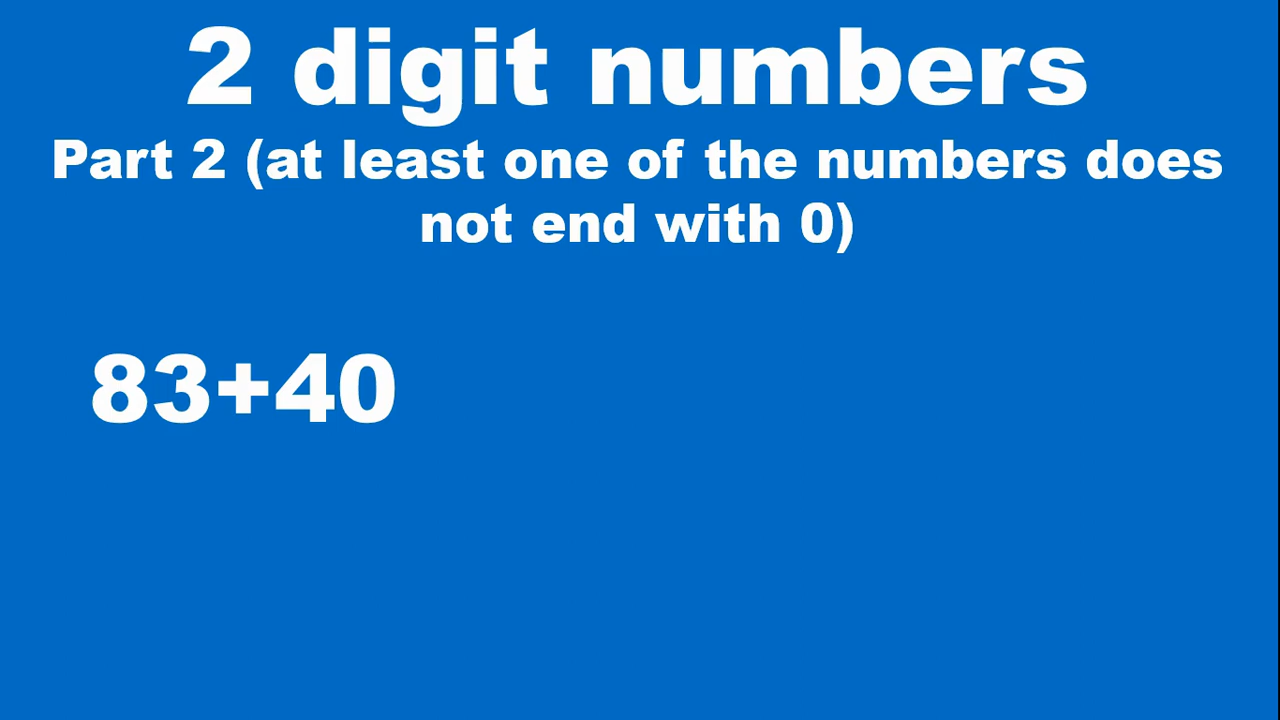 2 digit numbers
Part 2 (at least one of the numbers does
not end with 0)
83+40